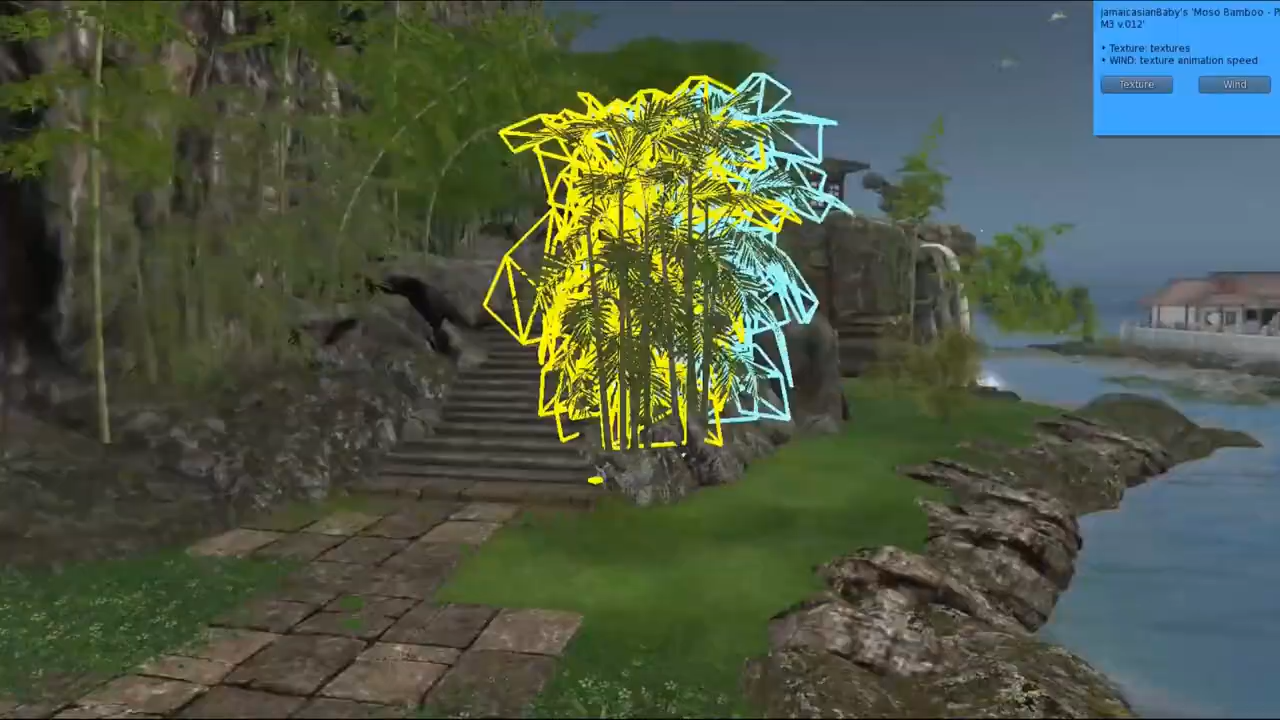 JamaicasianBaby's 'Moso Bamboo - P
M3 v.012'
* Texture: textures
* WIND: texture animation speed
Texture
Wind